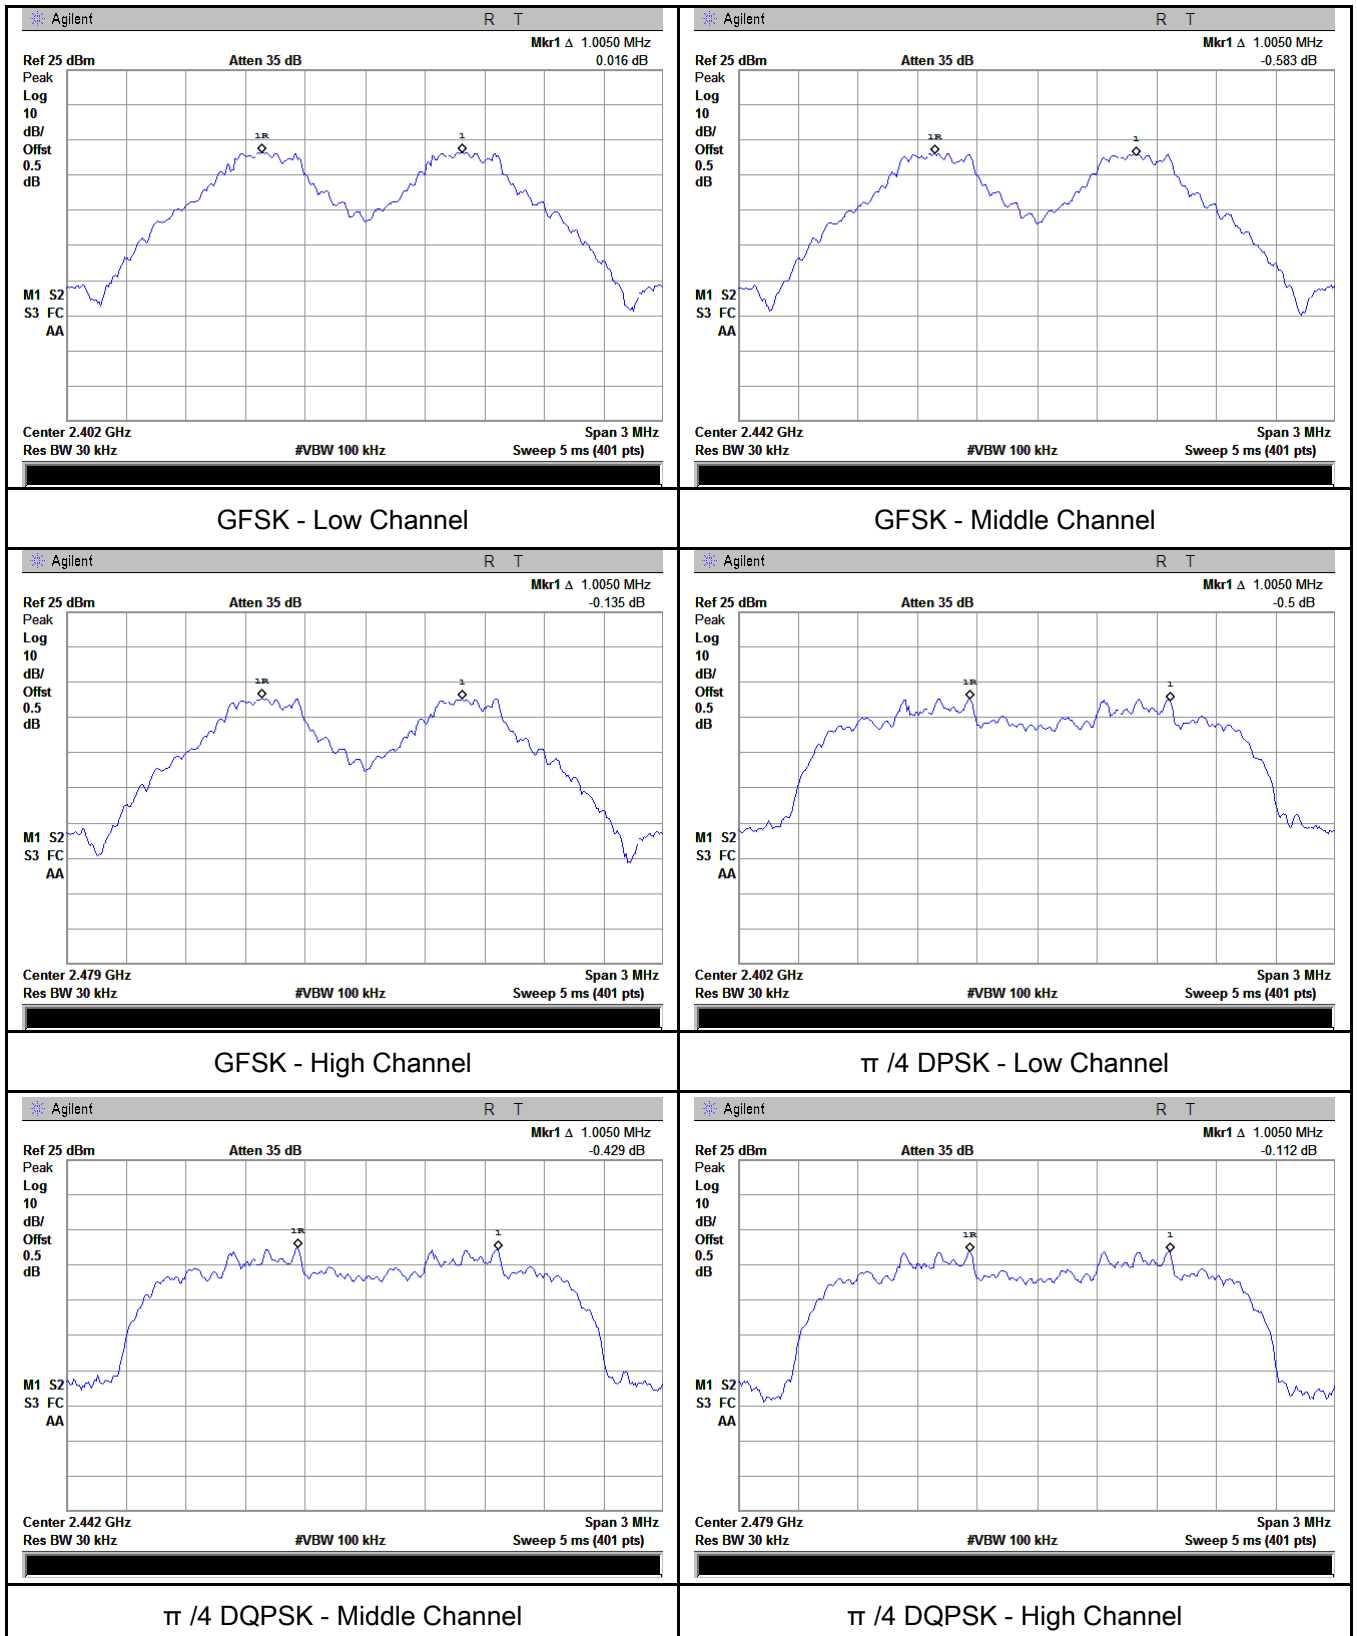 Agilent R T
Mkr1 Δ 1.0050 MHz
Ref 25 dBm Atten 35 dB 0.016 dB
Peak
Log
10
dB/
Offst
0.5
dB
1R 1
M1 S2
S3 FC
AA
Center 2.402 GHz Span 3 MHz
Res BW 30 kHz #VBW 100 kHz Sweep 5 ms (401 pts)
GFSK - Low Channel
Agilent R T
Mkr1 Δ 1.0050 MHz
Ref 25 dBm Atten 35 dB -0.583 dB
Peak
Log
10
dB/
Offst
0.5
dB
1R 1
M1 S2
S3 FC
AA
Center 2.442 GHz Span 3 MHz
Res BW 30 kHz #VBW 100 kHz Sweep 5 ms (401 pts)
GFSK - Middle Channel
Agilent R T
Mkr1 Δ 1.0050 MHz
Ref 25 dBm Atten 35 dB -0.135 dB
Peak
Log
10
dB/
Offst
0.5
dB
1R 1
M1 S2
S3 FC
AA
Center 2.479 GHz Span 3 MHz
Res BW 30 kHz #VBW 100 kHz Sweep 5 ms (401 pts)
GFSK - High Channel
Agilent R T
Mkr1 Δ 1.0050 MHz
Ref 25 dBm Atten 35 dB -0.5 dB
Peak
Log
10
dB/
Offst
0.5
dB
1R 1
M1 S2
S3 FC
AA
Center 2.402 GHz Span 3 MHz
Res BW 30 kHz #VBW 100 kHz Sweep 5 ms (401 pts)
π /4 DPSK - Low Channel
Agilent R T
Mkr1 Δ 1.0050 MHz
Ref 25 dBm Atten 35 dB -0.429 dB
Peak
Log
10
dB/
Offst
0.5
dB
1R 1
M1 S2
S3 FC
AA
Center 2.442 GHz Span 3 MHz
Res BW 30 kHz #VBW 100 kHz Sweep 5 ms (401 pts)
π /4 DQPSK - Middle Channel
Agilent R T
Mkr1 Δ 1.0050 MHz
Ref 25 dBm Atten 35 dB -0.112 dB
Peak
Log
10
dB/
Offst
0.5
dB
1R 1
M1 S2
S3 FC
AA
Center 2.479 GHz Span 3 MHz
Res BW 30 kHz #VBW 100 kHz Sweep 5 ms (401 pts)
π /4 DQPSK - High Channel